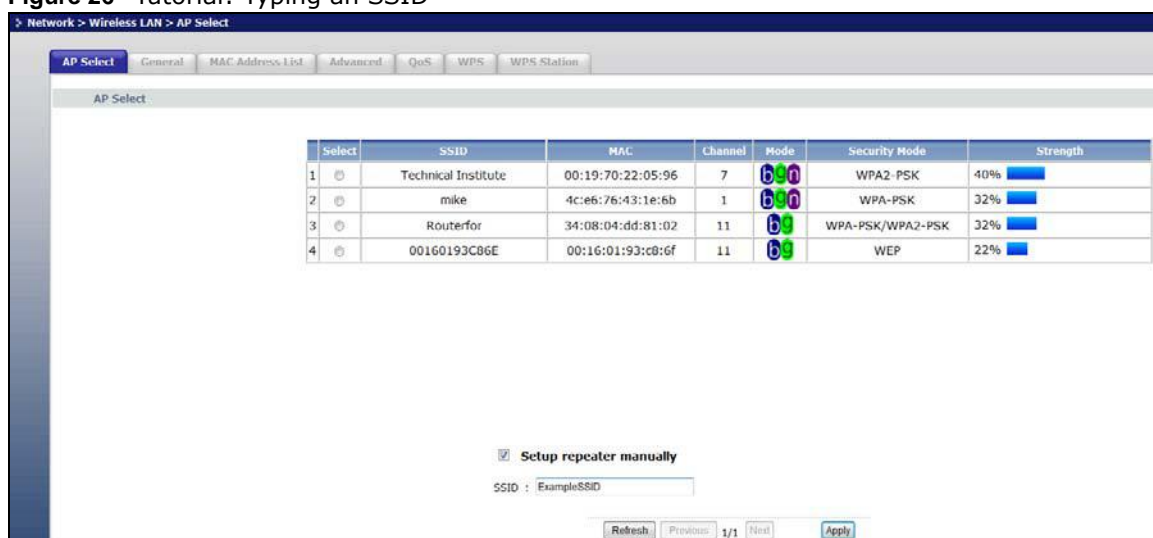 Figure 20 Tutorial: Typing an SSID
Network > Wireless LAN > AP Select
AP Select General MAC Address List Advanced QoS WPS WPS Station
AP Select
Select SSID MAC Channel Mode Security Mode Strength
1 Technical Institute 00:19:70:22:05:96 7 bgn WPA2-PSK 40%
2 mike 4c:e6:76:43:1e:6b 1 bgn WPA-PSK 32%
3 Routerfor 34:08:04:dd:81:02 11 bg WPA-PSK/WPA2-PSK 32%
4 00160193C86E 00:16:01:93:c8:6f 11 bg WEP 22%
Setup repeater manually
SSID : ExampleSSID
Refresh Previous 1/1 Next Apply